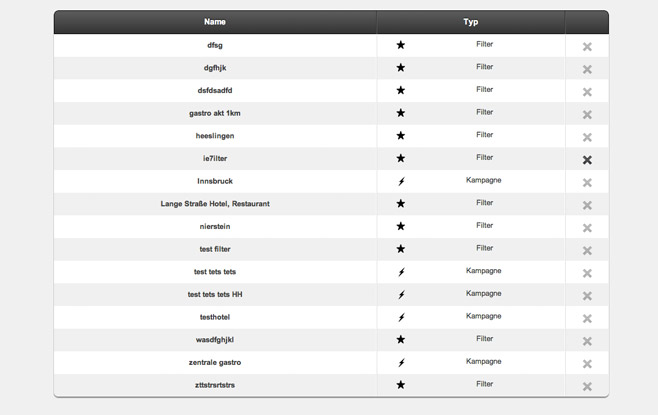 Name Typ
dfsg Filter
dgfhjk Filter
dsfdsadfd Filter
gastro akt 1km Filter
heeslingen Filter
ie7ilter Filter
Innsbruck Kampagne
Lange Straße Hotel, Restaurant Filter
nierstein Filter
test filter Filter
test tets tets Kampagne
test tets tets HH Kampagne
testhotel Kampagne
wasdfghjkl Filter
zentrale gastro Kampagne
zttstrsrtstrs Filter